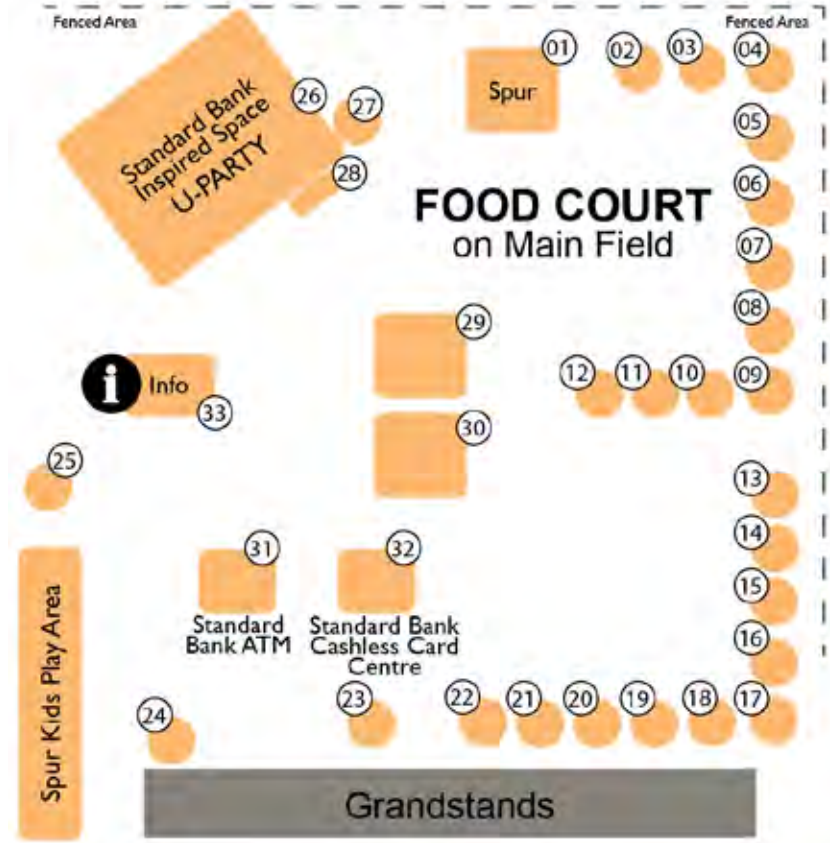 Fenced Area
Fenced Area
01
02
03
04
Spur
26
27
Standard Bank
Inspired Space
U-PARTY
28
05
06
FOOD COURT
on Main Field
07
08
29
12
11
10
09
i
Info
33
30
25
13
14
31
32
15
Standard
Bank ATM
Standard Bank
Cashless Card
Centre
16
Spur Kids Play Area
24
23
22
21
20
19
18
17
Grandstands